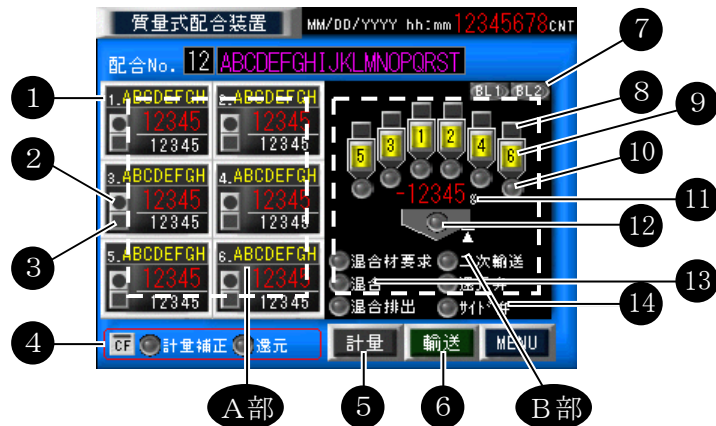 質量式配合装置 MM/DD/YYYY hh:mm 12345678CNT
配合No. 12 ABCDEFGHIJKLMNOPQRST
BL1 BL2
1.ABCDEFGH
12345
12345
2.ABCDEFGH
12345
12345
3.ABCDEFGH
12345
12345
4.ABCDEFGH
12345
12345
5.ABCDEFGH
12345
12345
6.ABCDEFGH
12345
12345
5 3 1 2 4 6
-12345g
混合材要求
混合
混合排出
CF 計量補正 還元
計量 輸送 MENU
1
2
3
4
A部
5
6
B部
7
8
9
10
11
12
13
14